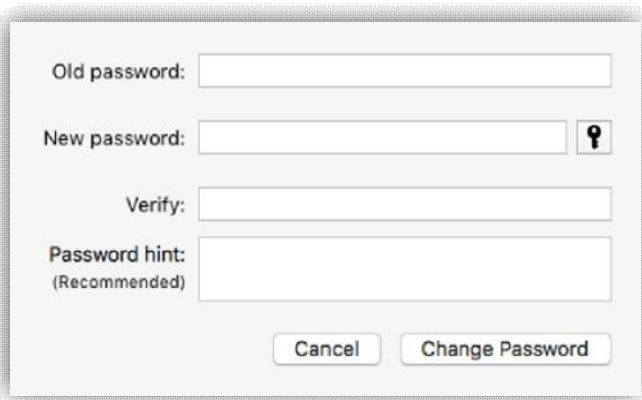 Old password:
New password:
Verify:
Password hint:
(Recommended)
Cancel Change Password